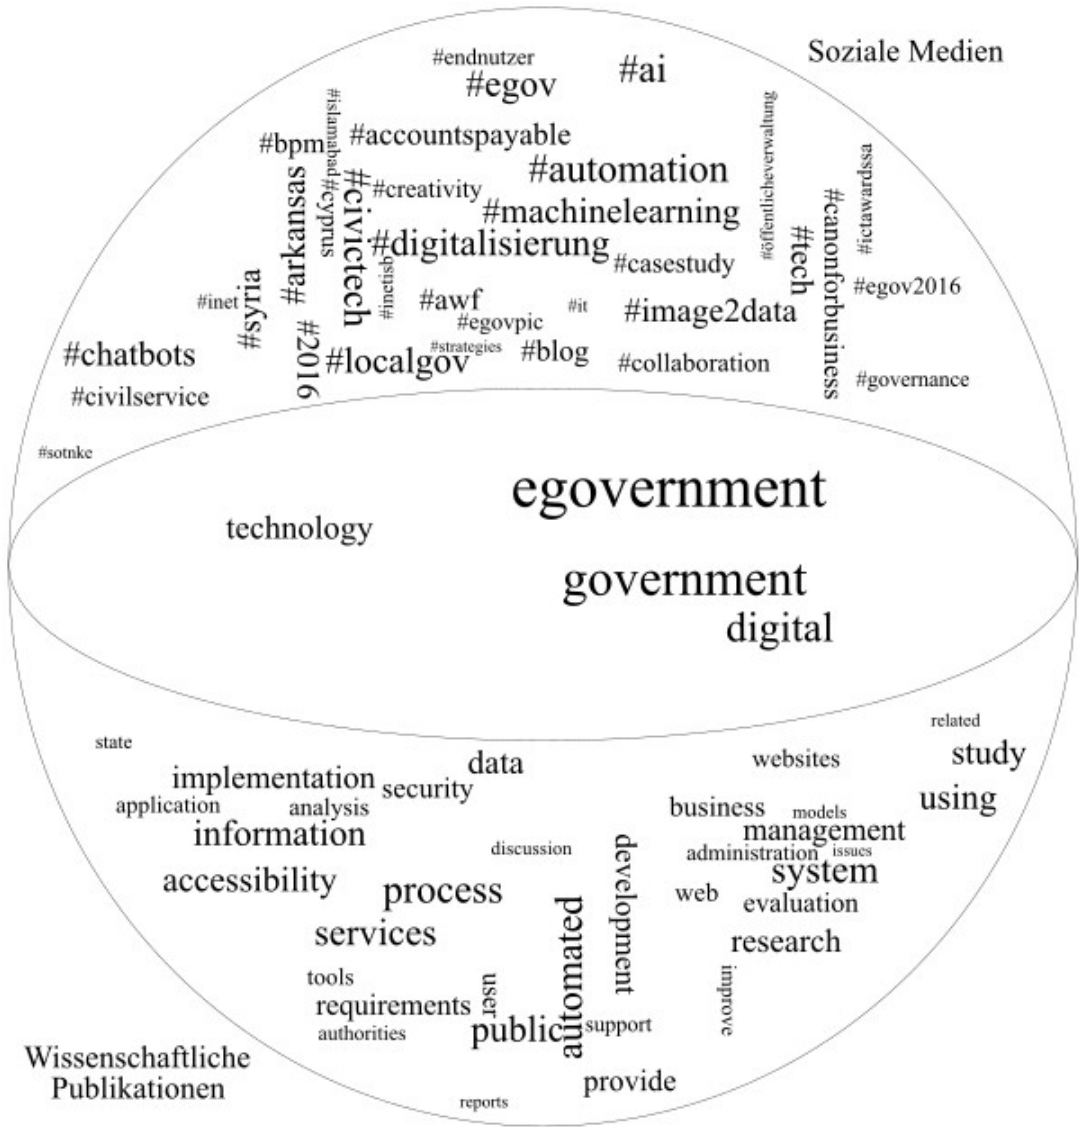 Soziale Medien
#endnutzer
#egov
#ai
#islamabad
#accountspayable
#bpm
#öffentlicheverwaltung
#automation
#ictawardssa
#arkansas
#cyprus
#civictech
#creativity
#machinelearning
#canonforbusiness
#tech
#digitalisierung
#casestudy
#imetisb
#egov2016
#inet
#syria
#awf
#it
#image2data
#egovpic
#2016
#chatbots
#localgov
#strategies
#blog
#collaboration
#governance
#civilservice
#sotnke
egovernment
technology
government
digital
related
state
data
websites
study
implementation
security
application
analysis
business
models
using
information
management
discussion
development
administration
issues
accessibility
process
system
web
evaluation
services
automated
research
tools
user
improve
requirements
authorities
public
support
Wissenschaftliche
Publikationen
provide
reports